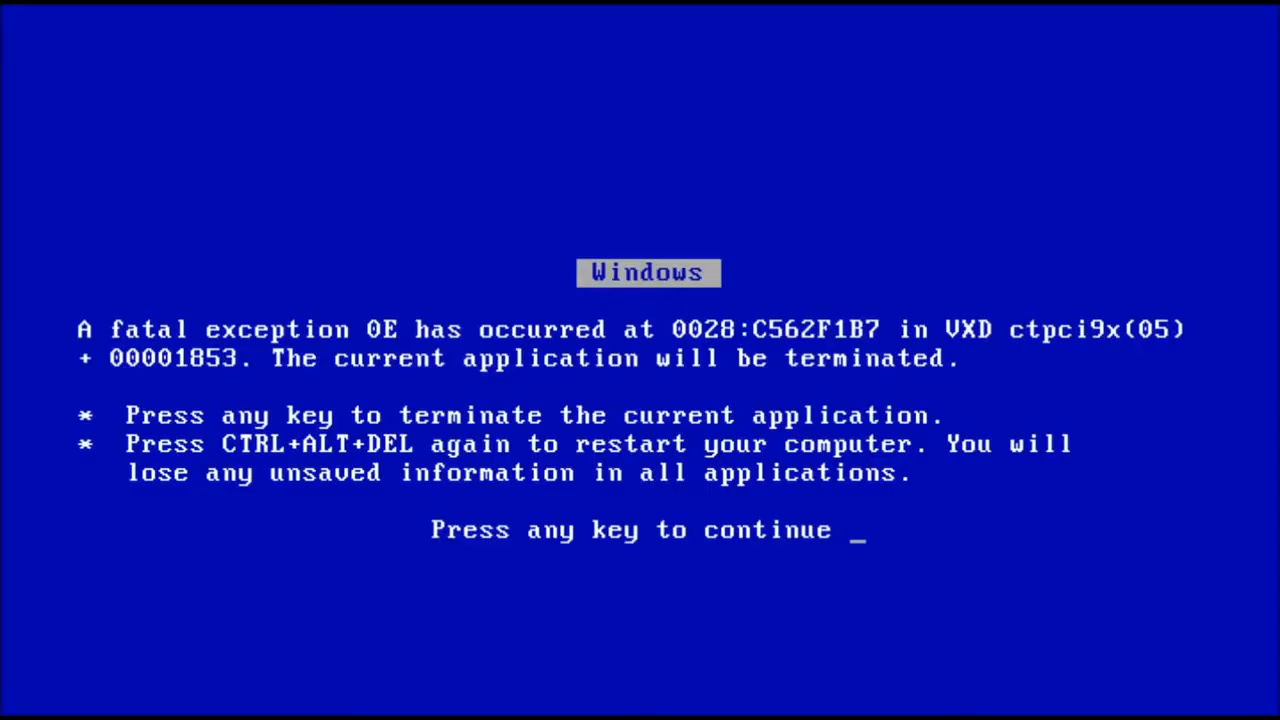 Windows
A fatal exception 0E has occurred at 0028:C562F1B7 in VXD ctpci9x(05)
+ 00001853. The current application will be terminated.
* Press any key to terminate the current application.
* Press CTRL+ALT+DEL again to restart your computer. You will
lose any unsaved information in all applications.
Press any key to continue _